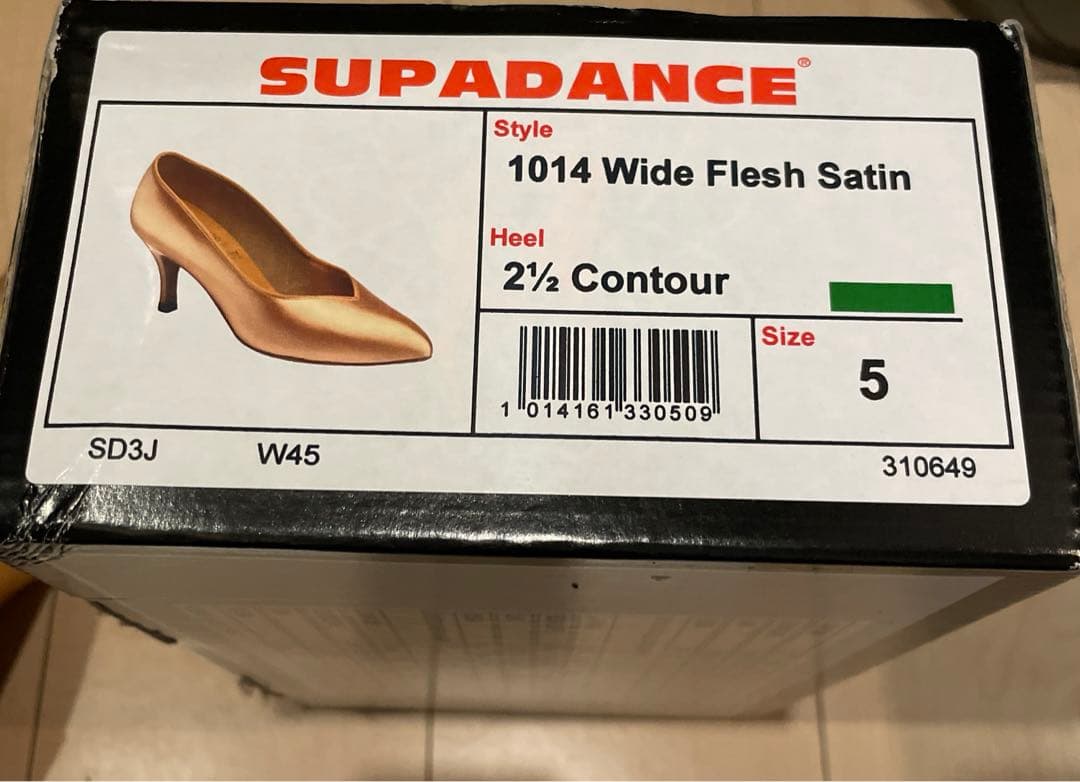 SUPADANCE®
Style
1014 Wide Flesh Satin
Heel
2½ Contour
Size
5
1 014161 330509
SD3J W45 310649